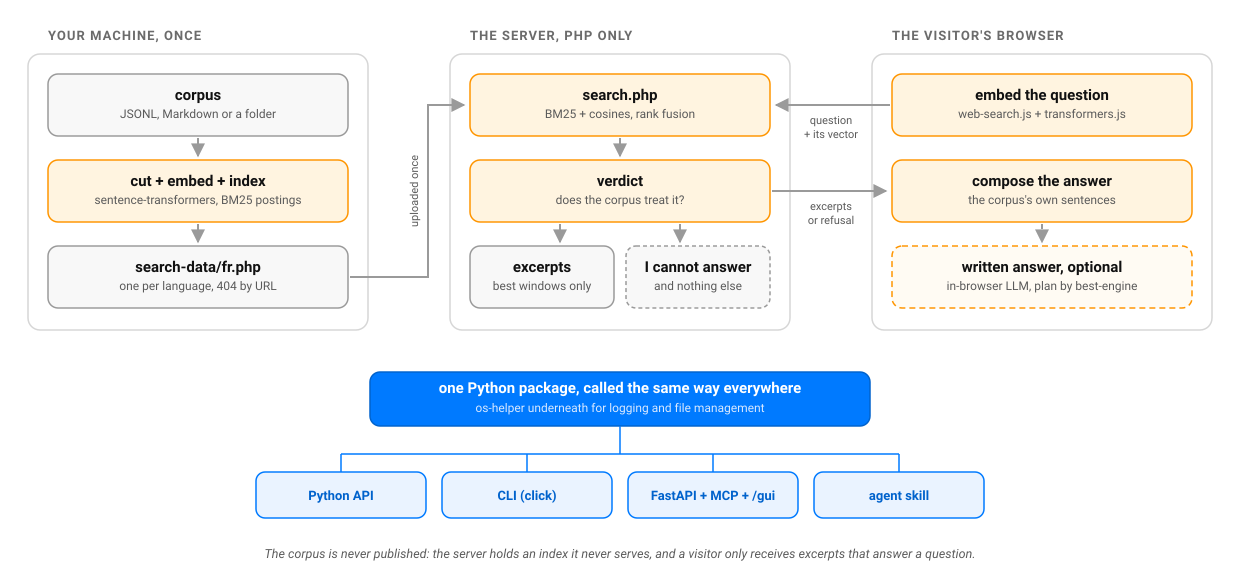 YOUR MACHINE, ONCE
corpus
JSONL, Markdown or a folder
cut + embed + index
sentence-transformers, BM25 postings
search-data/fr.php
one per language, 404 by URL
uploaded once
THE SERVER, PHP ONLY
search.php
BM25 + cosines, rank fusion
verdict
does the corpus treat it?
excerpts
best windows only
I cannot answer
and nothing else
question
+ its vector
excerpts
or refusal
THE VISITOR'S BROWSER
embed the question
web-search.js + transformers.js
compose the answer
the corpus's own sentences
written answer, optional
in-browser LLM, plan by best-engine
one Python package, called the same way everywhere
os-helper underneath for logging and file management
Python API
CLI (click)
FastAPI + MCP + /gui
agent skill
The corpus is never published: the server holds an index it never serves, and a visitor only receives excerpts that answer a question.